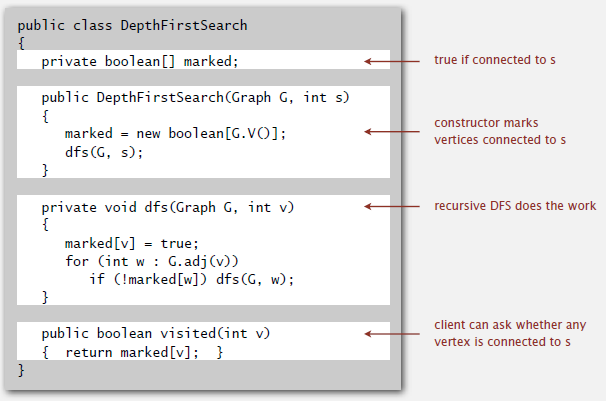 public class DepthFirstSearch
{
private boolean[] marked;
true if connected to s
public DepthFirstSearch(Graph G, int s)
{
marked = new boolean[G.V()];
dfs(G, s);
}
constructor marks
vertices connected to s
private void dfs(Graph G, int v)
recursive DFS does the work
{
marked[v] = true;
for (int w : G.adj(v))
if (!marked[w]) dfs(G, w);
}
public boolean visited(int v)
{ return marked[v]; }
client can ask whether any
vertex is connected to s
}